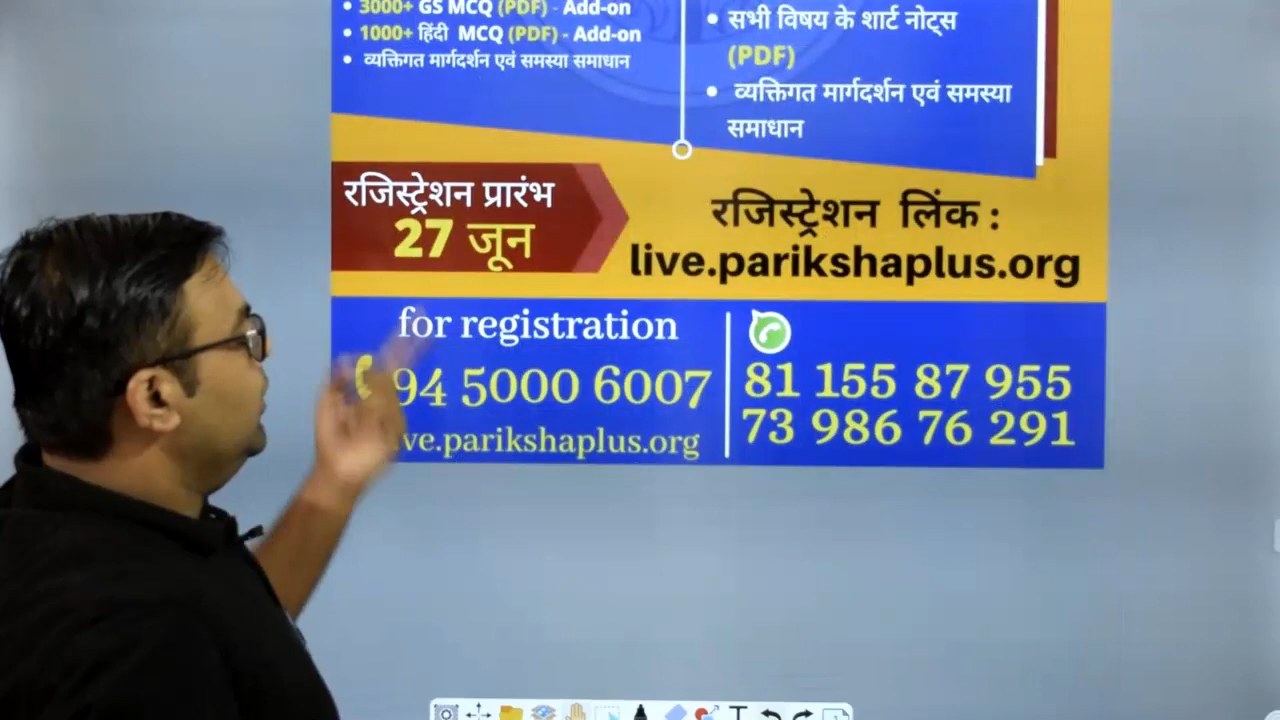 • 3000+ GS MCQ (PDF) - Add-on
• 1000+ हिंदी MCQ (PDF) - Add-on
• व्यक्तिगत मार्गदर्शन एवं समस्या समाधान
• सभी विषय के शार्ट नोट्स
(PDF)
• व्यक्तिगत मार्गदर्शन एवं समस्या
समाधान
रजिस्ट्रेशन प्रारंभ
27 जून
रजिस्ट्रेशन लिंक :
live.parikshaplus.org
for registration
94 5000 6007
ve.parikshaplus.org
81 155 87 955
73 986 76 291